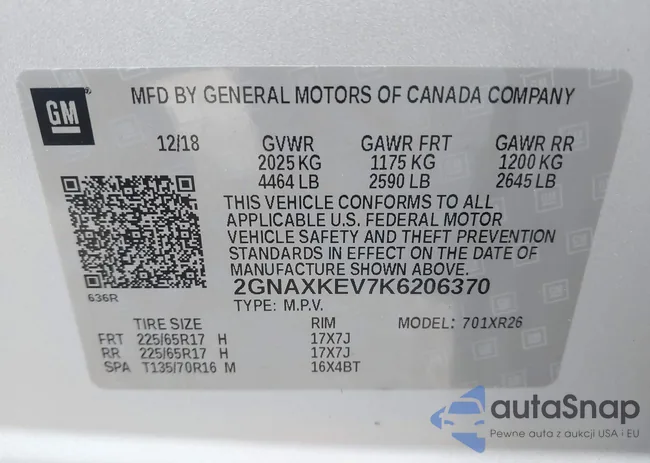 GM
MFD BY GENERAL MOTORS OF CANADA COMPANY
12/18 GVWR GAWR FRT GAWR RR
2025 KG 1175 KG 1200 KG
4464 LB 2590 LB 2645 LB
THIS VEHICLE CONFORMS TO ALL
APPLICABLE U.S. FEDERAL MOTOR
VEHICLE SAFETY AND THEFT PREVENTION
STANDARDS IN EFFECT ON THE DATE OF
MANUFACTURE SHOWN ABOVE.
636R
2GNAXKEV7K6206370
TYPE: M.P.V.
TIRE SIZE RIM MODEL: 701XR26
FRT 225/65R17 H 17X7J
RR 225/65R17 H 17X7J
SPA T135/70R16 M 16X4BT
autaSnap
Pewne auta z aukcji USA i EU